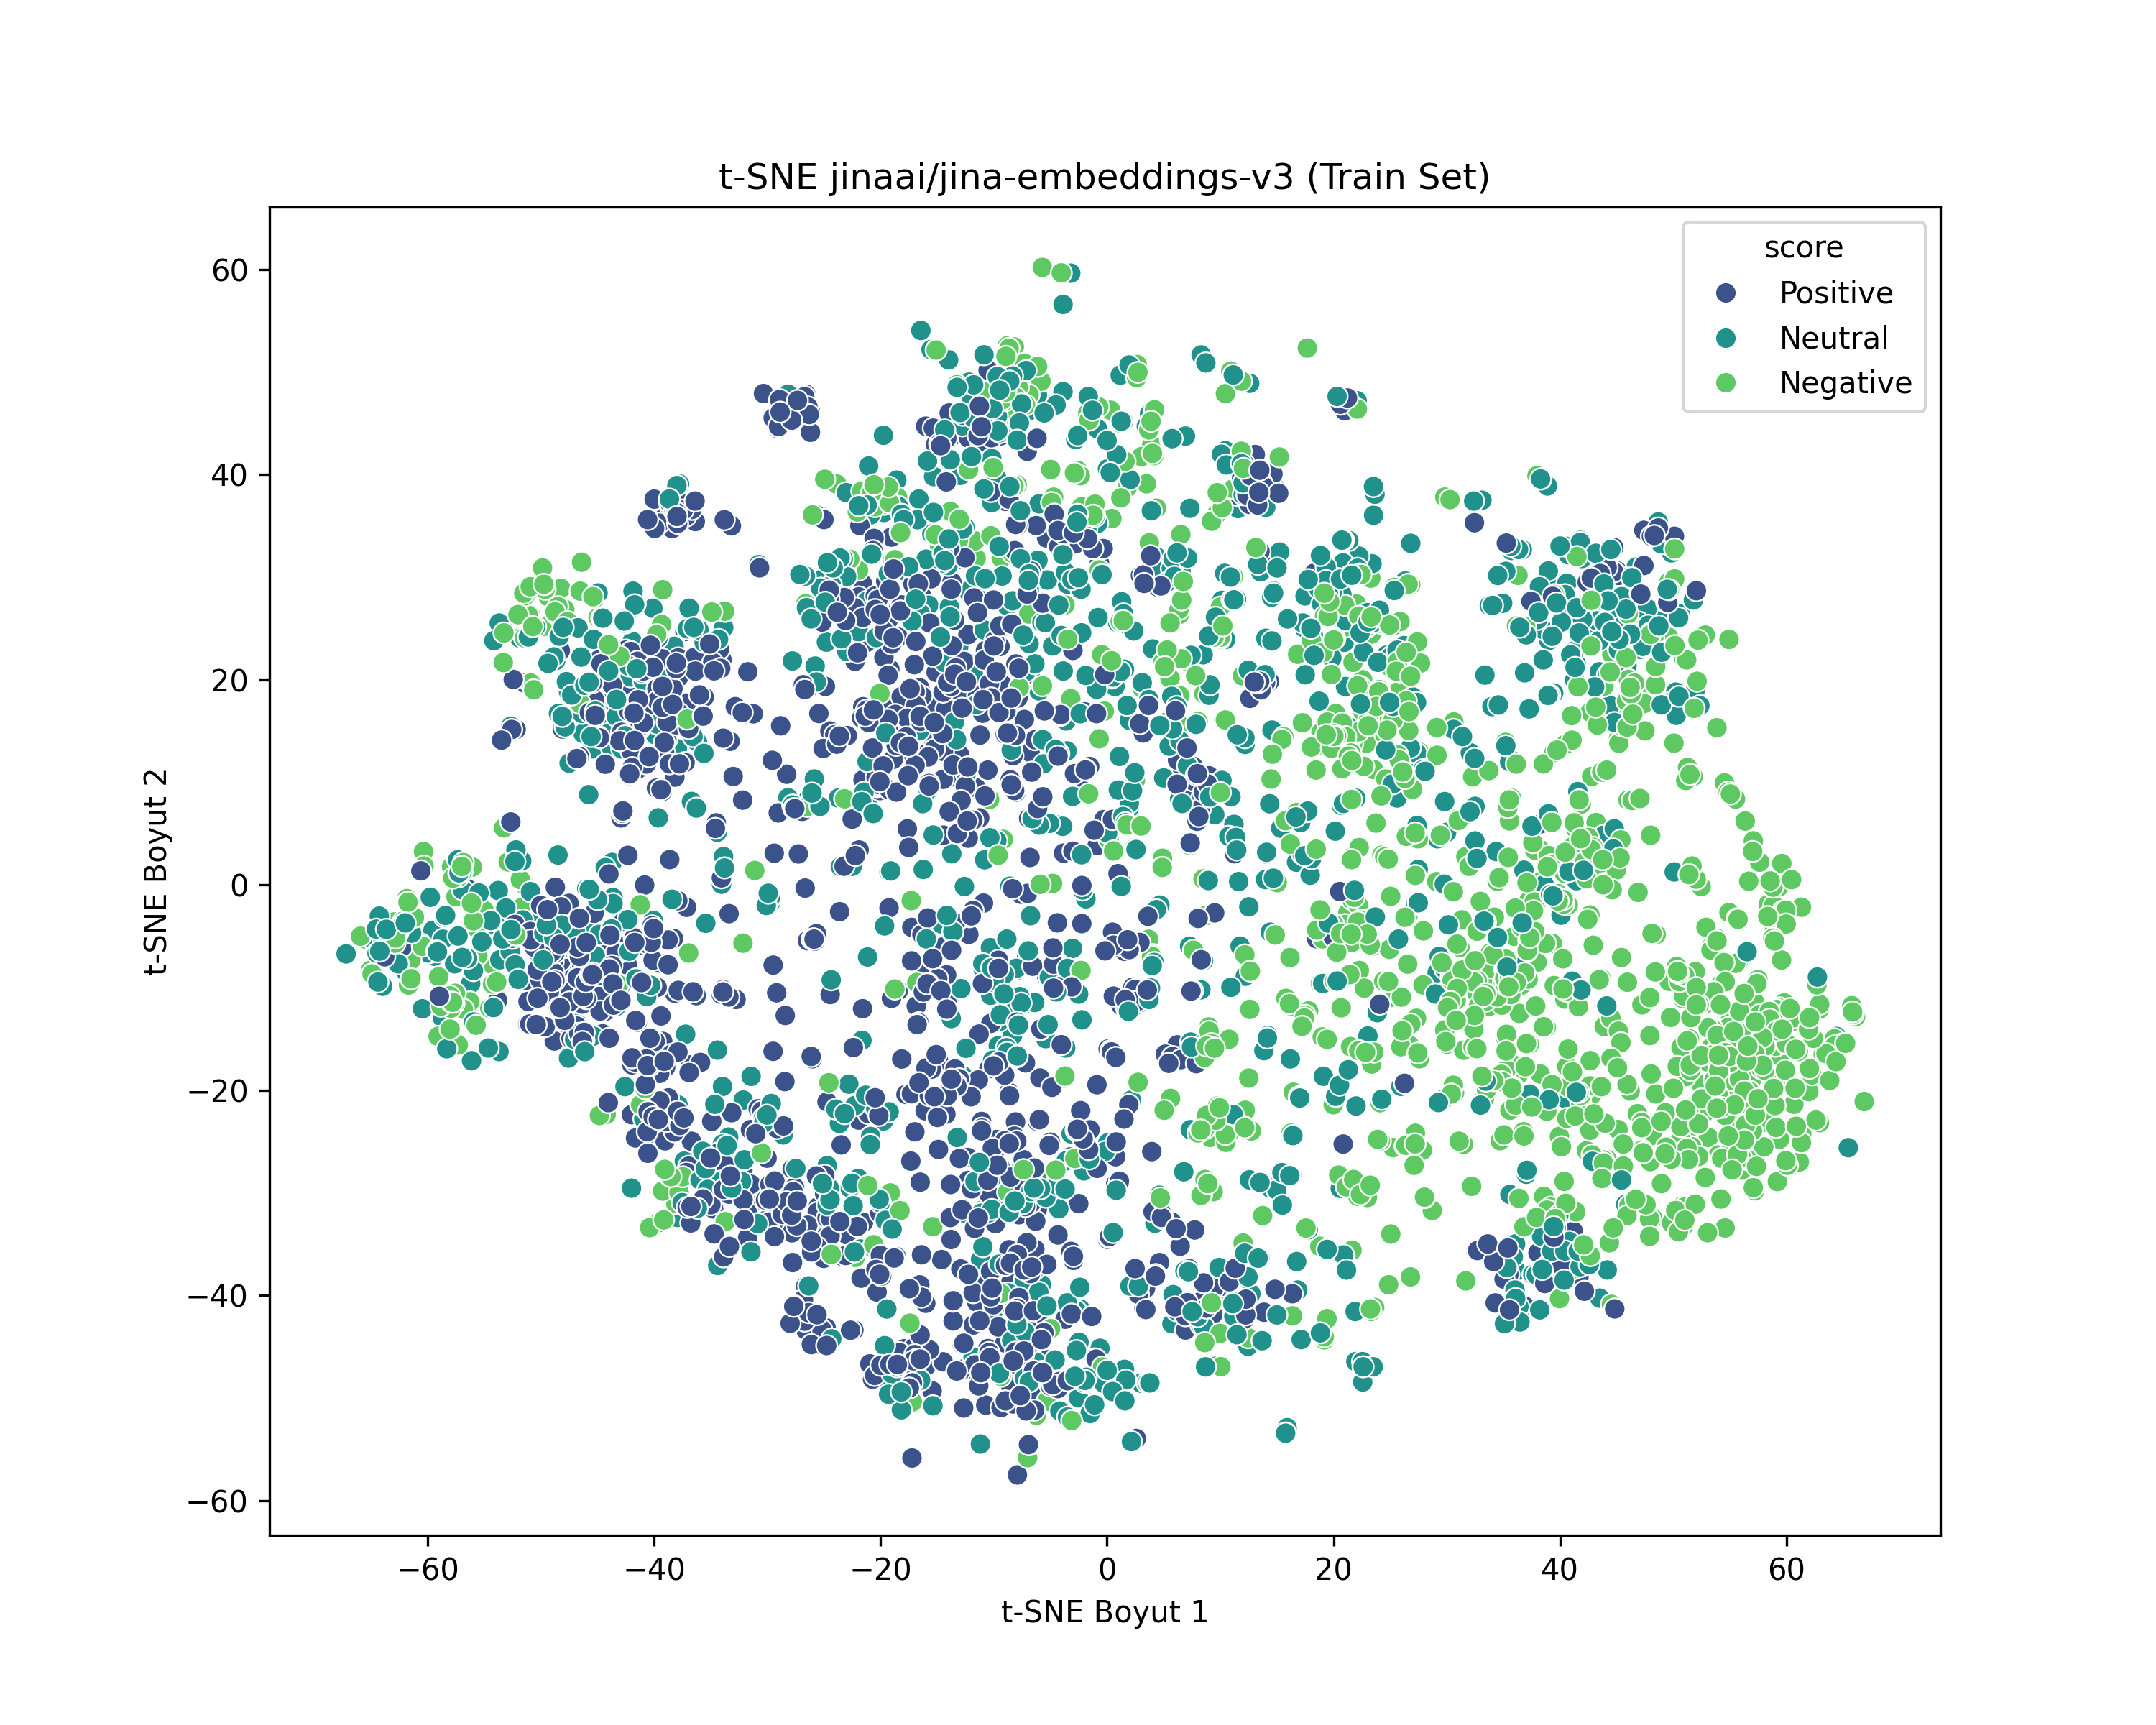 t-SNE jinaai/jina-embeddings-v3 (Train Set)
score
Positive
Neutral
Negative
60
40
20
0
−20
−40
−60
t-SNE Boyut 2
−60 −40 −20 0 20 40 60
t-SNE Boyut 1